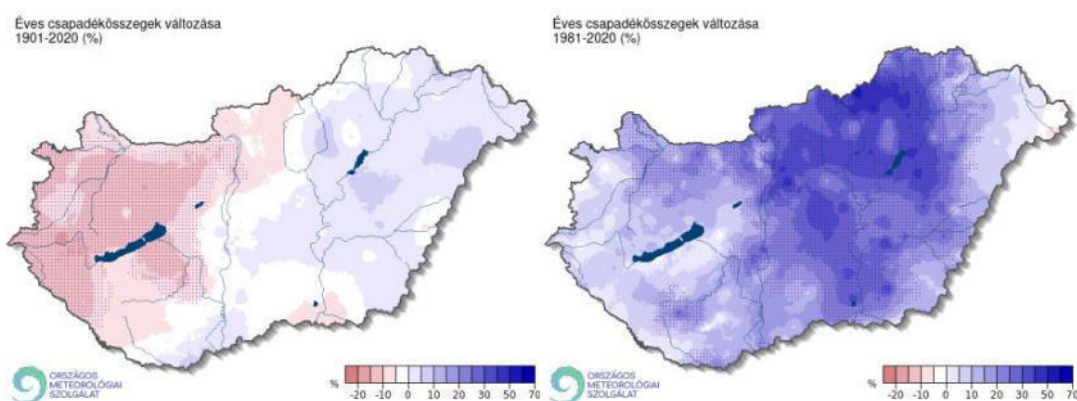 Éves csapadékösszegek változása
1901-2020 (%)
ORSZÁGOS
METEOROLÓGIAI
SZOLGÁLAT
% -20 -10 0 10 20 30 50 70
Éves csapadékösszegek változása
1981-2020 (%)
ORSZÁGOS
METEOROLÓGIAI
SZOLGÁLAT
% -20 -10 0 10 20 30 50 70